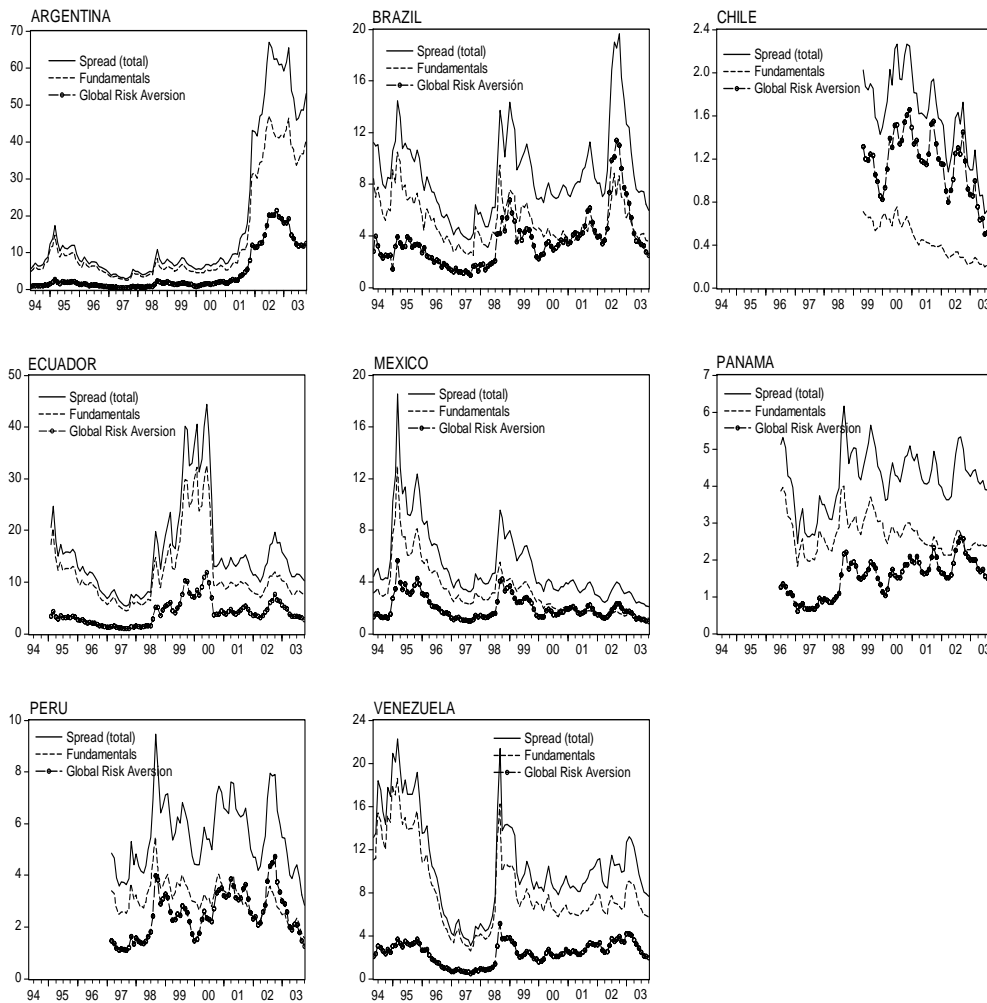 ARGENTINA
70
60
50
40
30
20
10
0
Spread (total)
Fundamentals
Global Risk Aversion
94 95 96 97 98 99 00 01 02 03
BRAZIL
20
16
12
8
4
0
Spread (total)
Fundamentals
Global Risk Aversión
94 95 96 97 98 99 00 01 02 03
CHILE
2.4
2.0
1.6
1.2
0.8
0.4
0.0
Spread (total)
Fundamentals
Global Risk Aversion
94 95 96 97 98 99 00 01 02 03
ECUADOR
50
40
30
20
10
0
Spread (total)
Fundamentals
Global Risk Aversion
94 95 96 97 98 99 00 01 02 03
MEXICO
20
16
12
8
4
0
Spread (total)
Fundamentals
Global Risk Aversion
94 95 96 97 98 99 00 01 02 03
PANAMA
7
6
5
4
3
2
1
0
Spread (total)
Fundamentals
Global Risk Aversion
94 95 96 97 98 99 00 01 02 03
PERU
10
8
6
4
2
0
Spread (total)
Fundamentals
Global Risk Aversion
94 95 96 97 98 99 00 01 02 03
VENEZUELA
24
20
16
12
8
4
0
Spread (total)
Fundamentals
Global Risk Aversion
94 95 96 97 98 99 00 01 02 03